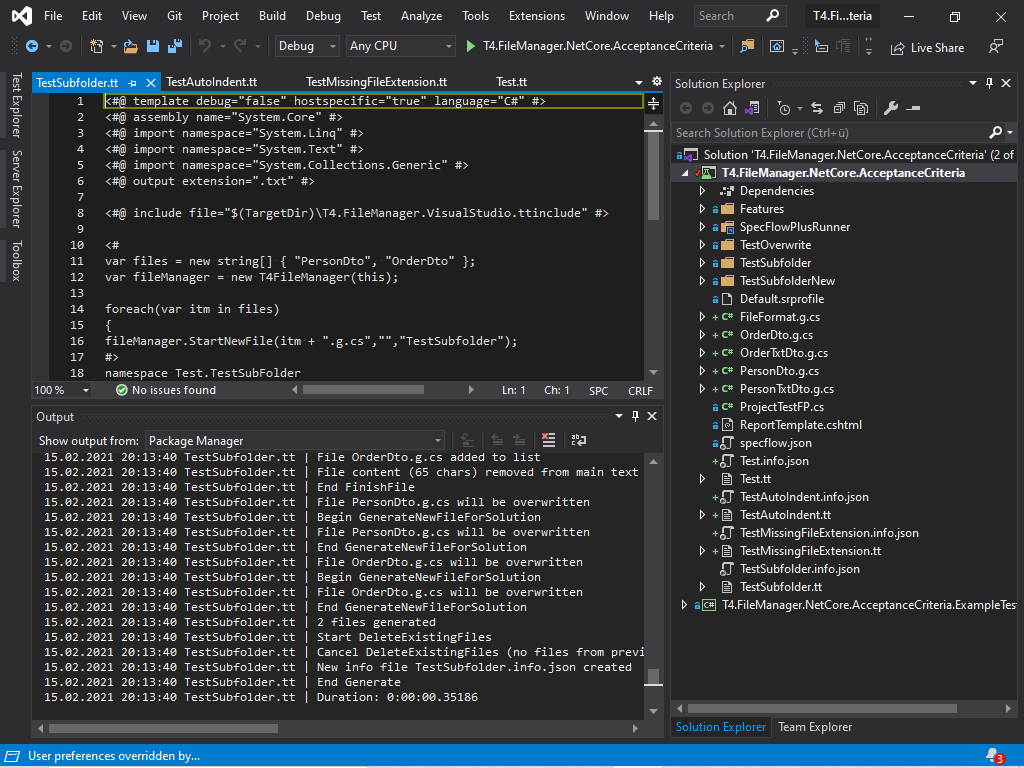 File Edit View Git Project Build Debug Test Analyze Tools Extensions Window Help Search T4.Fi...teria
Debug Any CPU T4.FileManager.NetCore.AcceptanceCriteria Live Share
Test Explorer
Server Explorer
Toolbox
TestSubfolder.tt TestAutoIndent.tt TestMissingFileExtension.tt Test.tt
1 <#@ template debug="false" hostspecific="true" language="C#" #>
2 <#@ assembly name="System.Core" #>
3 <#@ import namespace="System.Linq" #>
4 <#@ import namespace="System.Text" #>
5 <#@ import namespace="System.Collections.Generic" #>
6 <#@ output extension=".txt" #>
7
8 <#@ include file="$(TargetDir)\T4.FileManager.VisualStudio.ttinclude" #>
9
10 <#
11 var files = new string[] { "PersonDto", "OrderDto" };
12 var fileManager = new T4FileManager(this);
13
14 foreach(var itm in files)
15 {
16 fileManager.StartNewFile(itm + ".g.cs","","TestSubfolder");
17 #>
18 namespace Test.TestSubFolder
100 % No issues found Ln: 1 Ch: 1 SPC CRLF
Output
Show output from: Package Manager
15.02.2021 20:13:40 TestSubfolder.tt | File OrderDto.g.cs added to list
15.02.2021 20:13:40 TestSubfolder.tt | File content (65 chars) removed from main text
15.02.2021 20:13:40 TestSubfolder.tt | End FinishFile
15.02.2021 20:13:40 TestSubfolder.tt | File PersonDto.g.cs will be overwritten
15.02.2021 20:13:40 TestSubfolder.tt | Begin GenerateNewFileForSolution
15.02.2021 20:13:40 TestSubfolder.tt | File PersonDto.g.cs will be overwritten
15.02.2021 20:13:40 TestSubfolder.tt | End GenerateNewFileForSolution
15.02.2021 20:13:40 TestSubfolder.tt | File OrderDto.g.cs will be overwritten
15.02.2021 20:13:40 TestSubfolder.tt | Begin GenerateNewFileForSolution
15.02.2021 20:13:40 TestSubfolder.tt | File OrderDto.g.cs will be overwritten
15.02.2021 20:13:40 TestSubfolder.tt | End GenerateNewFileForSolution
15.02.2021 20:13:40 TestSubfolder.tt | 2 files generated
15.02.2021 20:13:40 TestSubfolder.tt | Start DeleteExistingFiles
15.02.2021 20:13:40 TestSubfolder.tt | Cancel DeleteExistingFiles (no files from previ
15.02.2021 20:13:40 TestSubfolder.tt | New info file TestSubfolder.info.json created
15.02.2021 20:13:40 TestSubfolder.tt | End Generate
15.02.2021 20:13:40 TestSubfolder.tt | Duration: 0:00:00.35186
Solution Explorer
Search Solution Explorer (Ctrl+ü)
Solution 'T4.FileManager.NetCore.AcceptanceCriteria' (2 of
T4.FileManager.NetCore.AcceptanceCriteria
Dependencies
Features
SpecFlowPlusRunner
TestOverwrite
TestSubfolder
TestSubfolderNew
Default.srprofile
C# FileFormat.g.cs
C# OrderDto.g.cs
C# OrderTxtDto.g.cs
C# PersonDto.g.cs
C# PersonTxtDto.g.cs
C# ProjectTestFP.cs
ReportTemplate.cshtml
specflow.json
Test.info.json
Test.tt
TestAutoIndent.info.json
TestAutoIndent.tt
TestMissingFileExtension.info.json
TestMissingFileExtension.tt
TestSubfolder.info.json
TestSubfolder.tt
C# T4.FileManager.NetCore.AcceptanceCriteria.ExampleTest
Solution Explorer Team Explorer
User preferences overridden by... 3